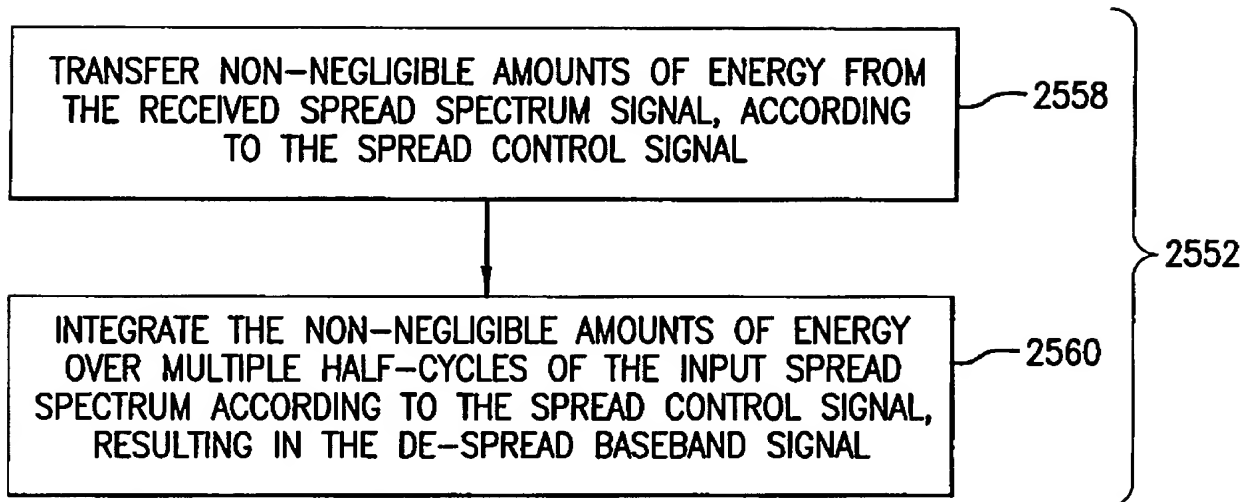 TRANSFER NON-NEGLIGIBLE AMOUNTS OF ENERGY FROM
THE RECEIVED SPREAD SPECTRUM SIGNAL, ACCORDING
TO THE SPREAD CONTROL SIGNAL
2558
2552
INTEGRATE THE NON-NEGLIGIBLE AMOUNTS OF ENERGY
OVER MULTIPLE HALF-CYCLES OF THE INPUT SPREAD
SPECTRUM ACCORDING TO THE SPREAD CONTROL SIGNAL,
RESULTING IN THE DE-SPREAD BASEBAND SIGNAL
2560